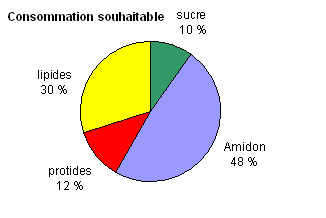 Consommation souhaitable
sucre
10 %
lipides
30 %
Amidon
48 %
protides
12 %